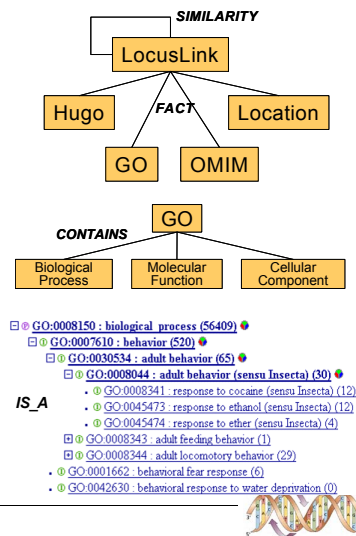 SIMILARITY
LocusLink
Hugo
FACT
Location
GO
OMIM
GO
CONTAINS
Biological
Process
Molecular
Function
Cellular
Component
GO:0008150 : biological_process (56409)
GO:0007610 : behavior (520)
GO:0030534 : adult behavior (65)
GO:0008044 : adult behavior (sensu Insecta) (30)
IS_A
GO:0008341 : response to cocaine (sensu Insecta) (12)
GO:0045473 : response to ethanol (sensu Insecta) (12)
GO:0045474 : response to ether (sensu Insecta) (4)
GO:0008343 : adult feeding behavior (1)
GO:0008344 : adult locomotory behavior (29)
GO:0001662 : behavioral fear response (6)
GO:0042630 : behavioral response to water deprivation (0)